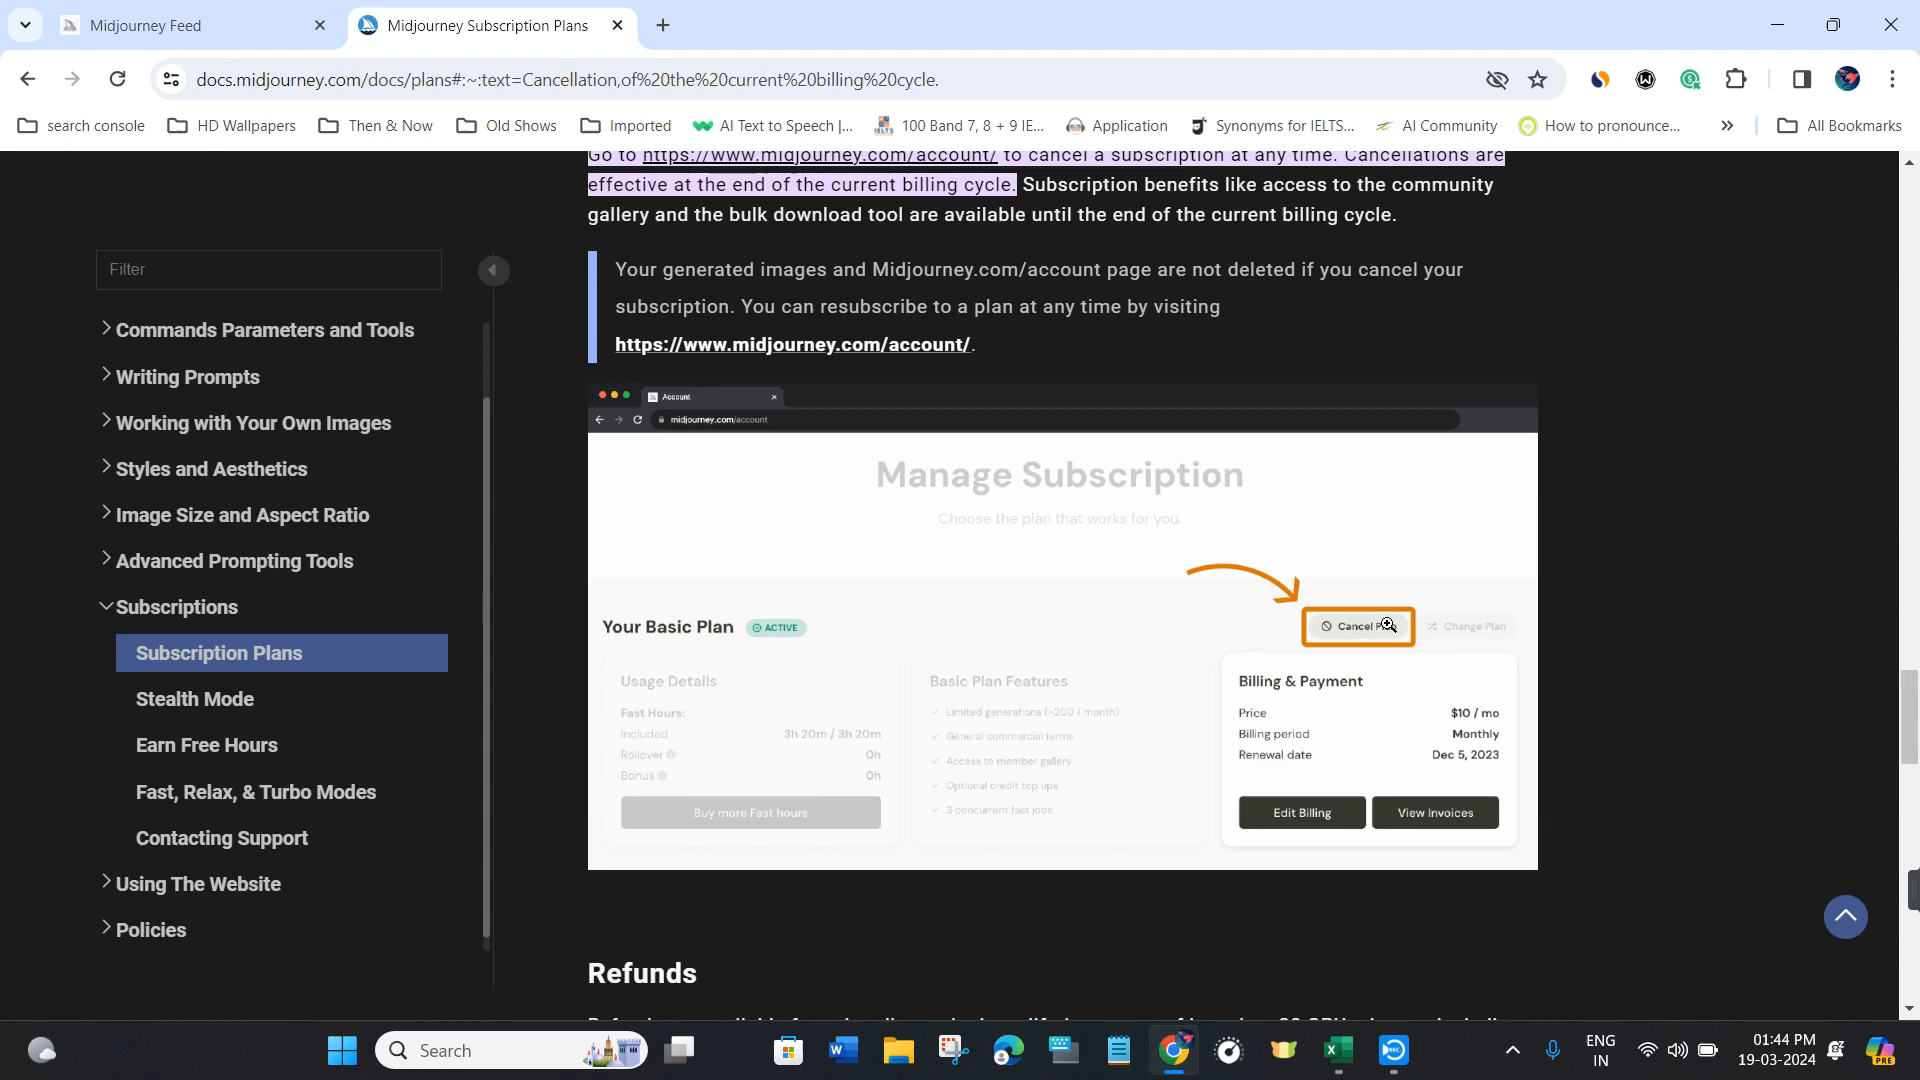 Midjourney Feed
Midjourney Subscription Plans
docs.midjourney.com/docs/plans#:~:text=Cancellation,of%20the%20current%20billing%20cycle.
search console
HD Wallpapers
Then & Now
Old Shows
Imported
AI Text to Speech |...
100 Band 7, 8 + 9 IE...
Application
Synonyms for IELTS...
AI Community
How to pronounce...
All Bookmarks
Go to https://www.midjourney.com/account/ to cancel a subscription at any time. Cancellations are
effective at the end of the current billing cycle. Subscription benefits like access to the community
gallery and the bulk download tool are available until the end of the current billing cycle.
Filter
Your generated images and Midjourney.com/account page are not deleted if you cancel your
subscription. You can resubscribe to a plan at any time by visiting
https://www.midjourney.com/account/.
Commands Parameters and Tools
Writing Prompts
Working with Your Own Images
Styles and Aesthetics
Image Size and Aspect Ratio
Advanced Prompting Tools
Subscriptions
Subscription Plans
Stealth Mode
Earn Free Hours
Fast, Relax, & Turbo Modes
Contacting Support
Using The Website
Policies
Account
midjourney.com/account
Manage Subscription
Choose the plan that works for you.
Your Basic Plan
ACTIVE
Cancel
Change Plan
Usage Details
Fast Hours:
Included 3h 20m / 3h 20m
Rollover 0h
Bonus 0h
Buy more Fast hours
Basic Plan Features
Limited generations (~200 / month)
General commercial terms
Access to member gallery
Optional credit top ups
3 concurrent fast jobs
Billing & Payment
Price $10 / mo
Billing period Monthly
Renewal date Dec 5, 2023
Edit Billing
View Invoices
Refunds
Search
ENG
IN
01:44 PM
19-03-2024
PRE